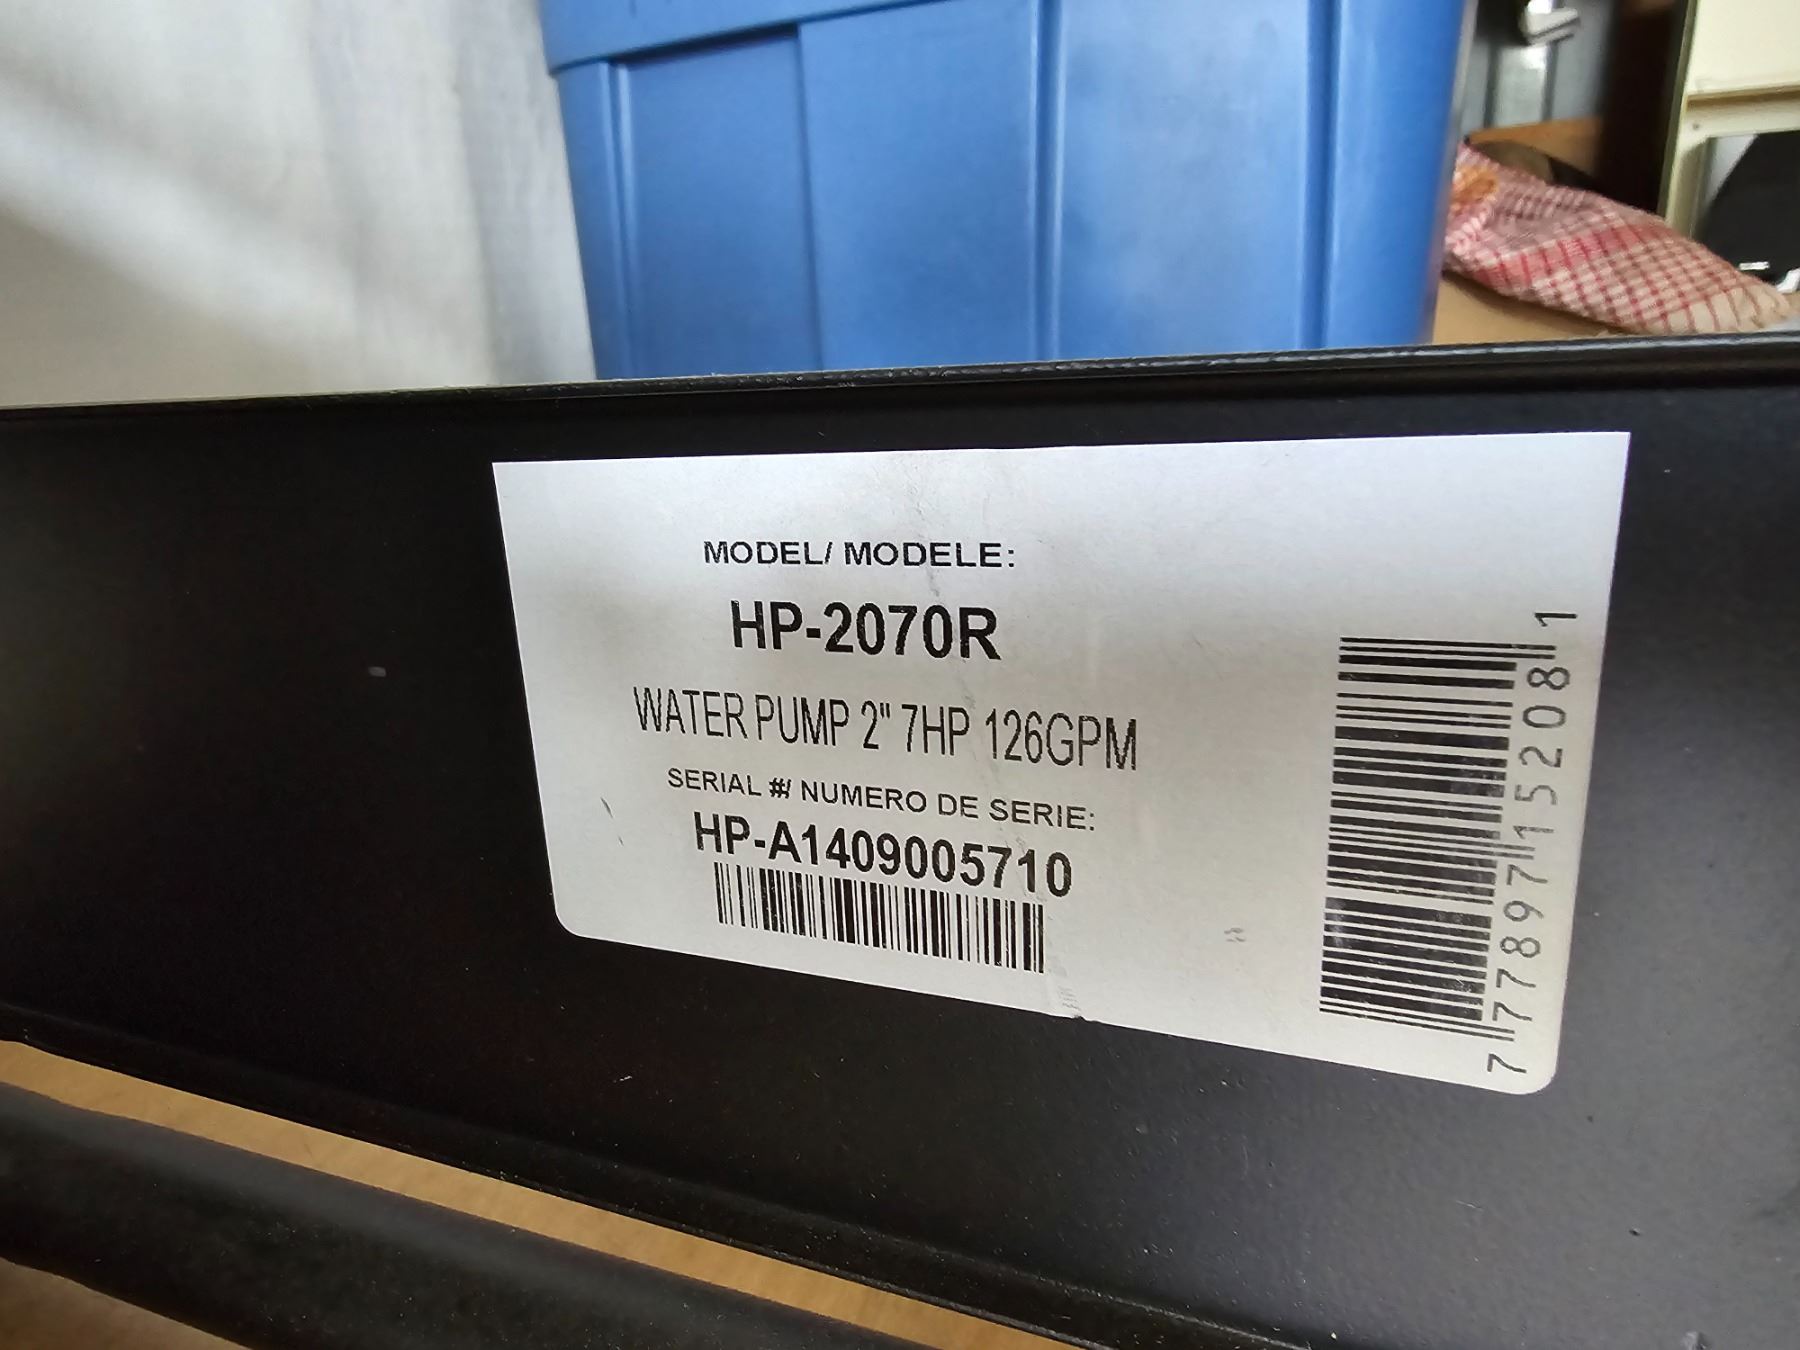 MODEL/ MODELE:
HP-2070R
WATER PUMP 2" 7HP 126GPM
SERIAL #/ NUMERO DE SERIE:
HP-A1409005710
7 77897 15208 1